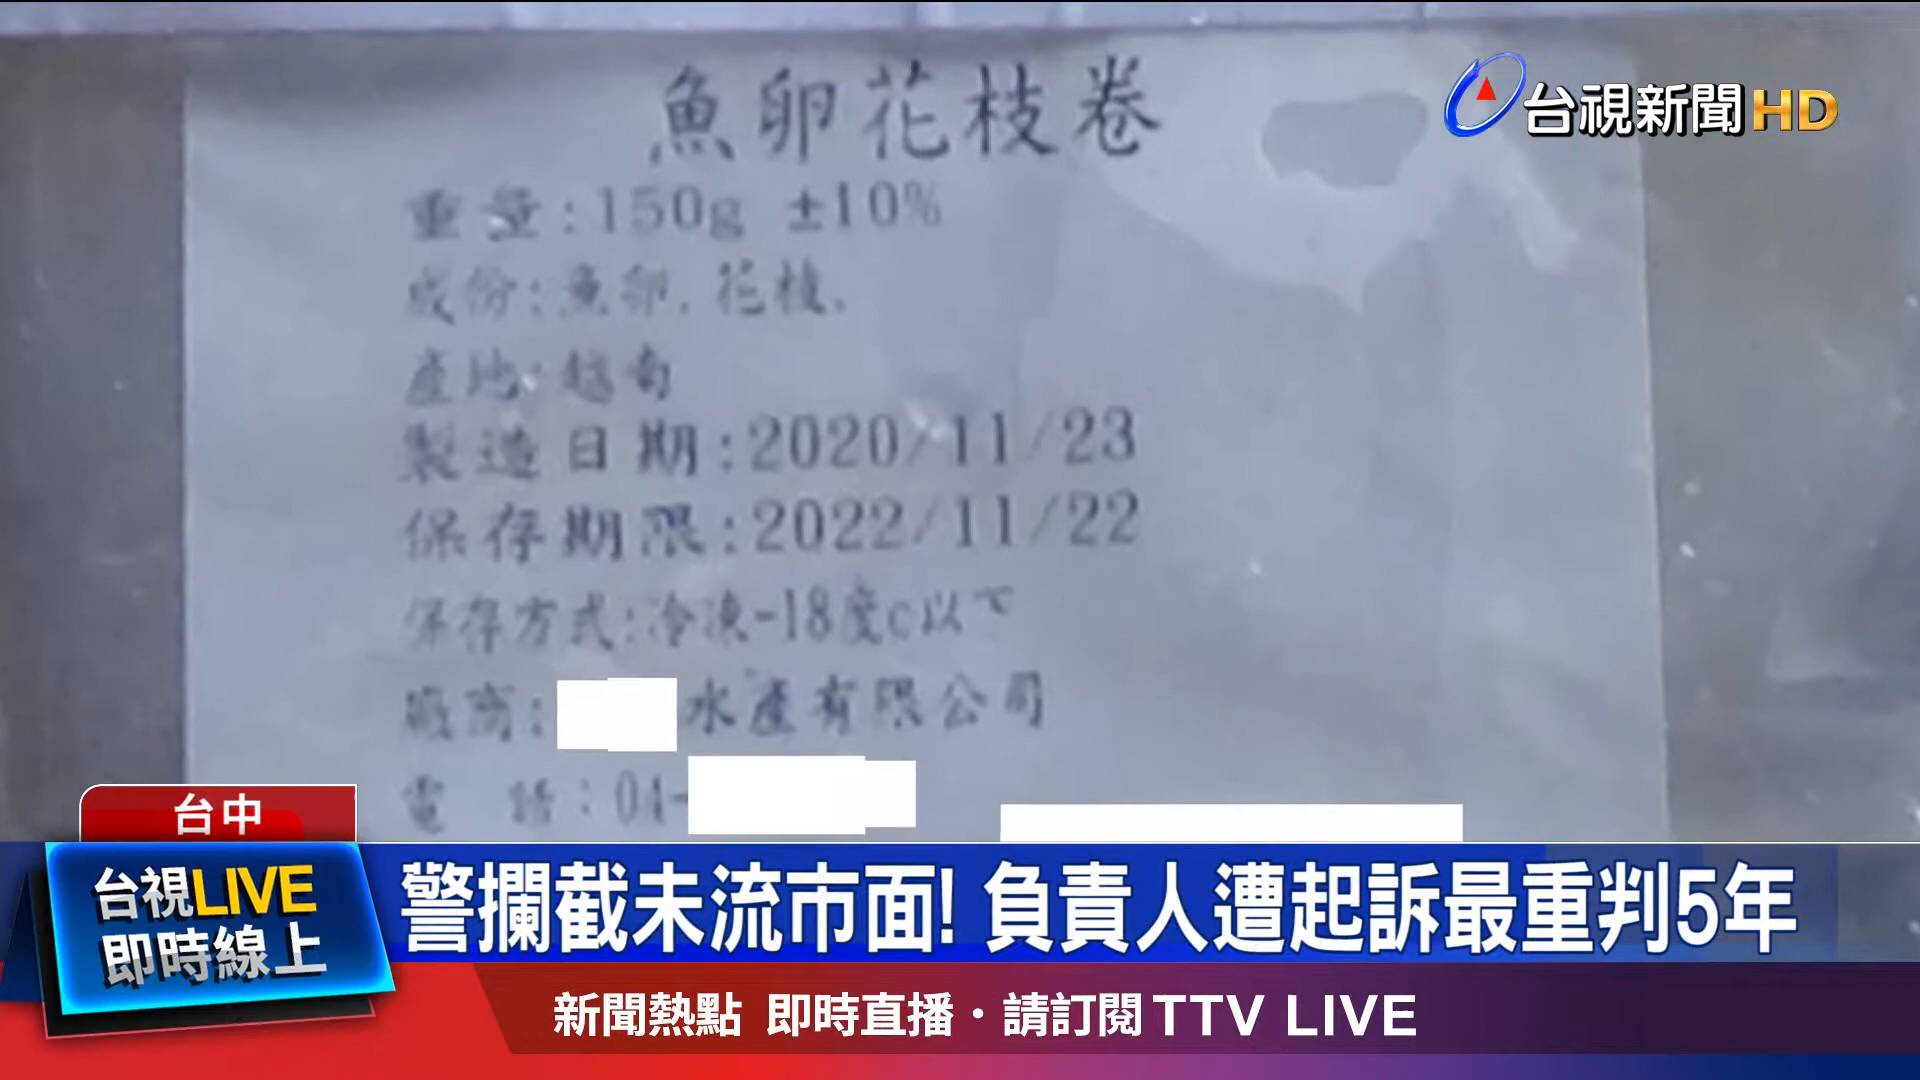 魚卵花枝卷
台視新聞HD
重量:150g ±10%
成份:魚卵.花枝.
產地:越南
製造日期:2020/11/23
保存期限:2022/11/22
保存方式:冷凍-18度c以下
廠商: 水產有限公司
電 話:04-
台中
台視LIVE
即時線上
警攔截未流市面! 負責人遭起訴最重判5年
新聞熱點 即時直播・請訂閱TTV LIVE